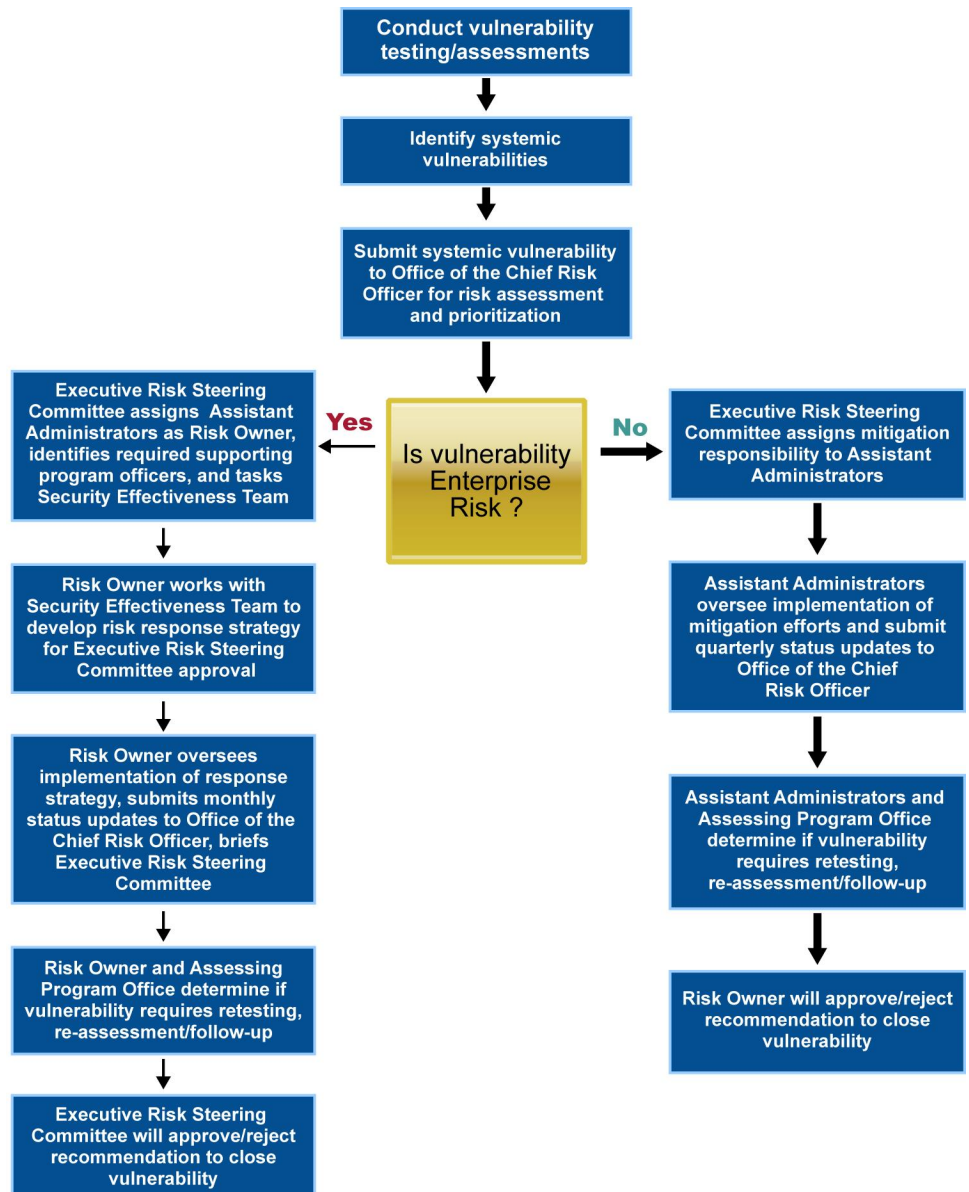 Conduct vulnerability
testing/assessments
Identify systemic
vulnerabilities
Submit systemic vulnerability
to Office of the Chief Risk
Officer for risk assessment
and prioritization
Is vulnerability
Enterprise
Risk ?
Yes
Executive Risk Steering
Committee assigns Assistant
Administrators as Risk Owner,
identifies required supporting
program officers, and tasks
Security Effectiveness Team
Risk Owner works with
Security Effectiveness Team to
develop risk response strategy
for Executive Risk Steering
Committee approval
Risk Owner oversees
implementation of response
strategy, submits monthly
status updates to Office of the
Chief Risk Officer, briefs
Executive Risk Steering
Committee
Risk Owner and Assessing
Program Office determine if
vulnerability requires retesting,
re-assessment/follow-up
Executive Risk Steering
Committee will approve/reject
recommendation to close
vulnerability
No
Executive Risk Steering
Committee assigns mitigation
responsibility to Assistant
Administrators
Assistant Administrators
oversee implementation of
mitigation efforts and submit
quarterly status updates to
Office of the Chief
Risk Officer
Assistant Administrators and
Assessing Program Office
determine if vulnerability
requires retesting,
re-assessment/follow-up
Risk Owner will approve/reject
recommendation to close
vulnerability